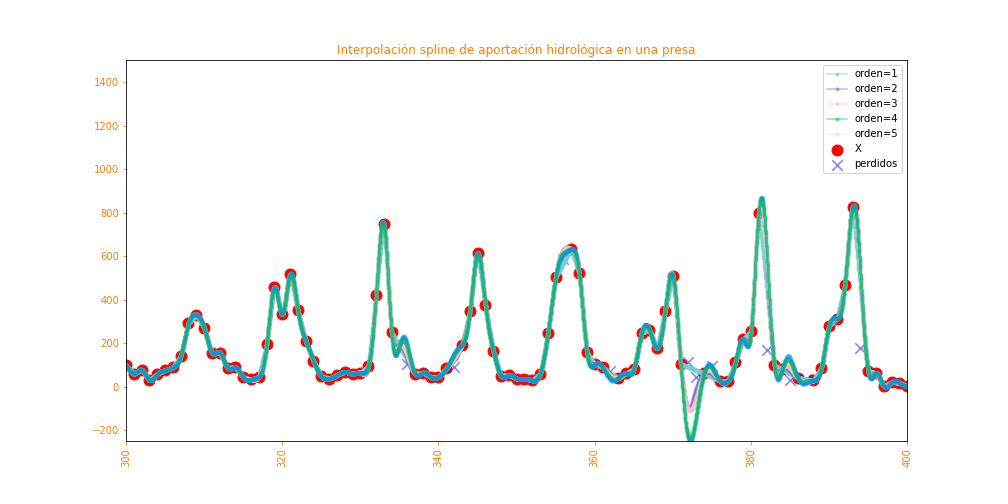 Interpolación spline de aportación hidrológica en una presa
1400
1200
1000
800
600
400
200
0
−200
300
320
340
360
380
400
orden=1
orden=2
orden=3
orden=4
orden=5
X
perdidos